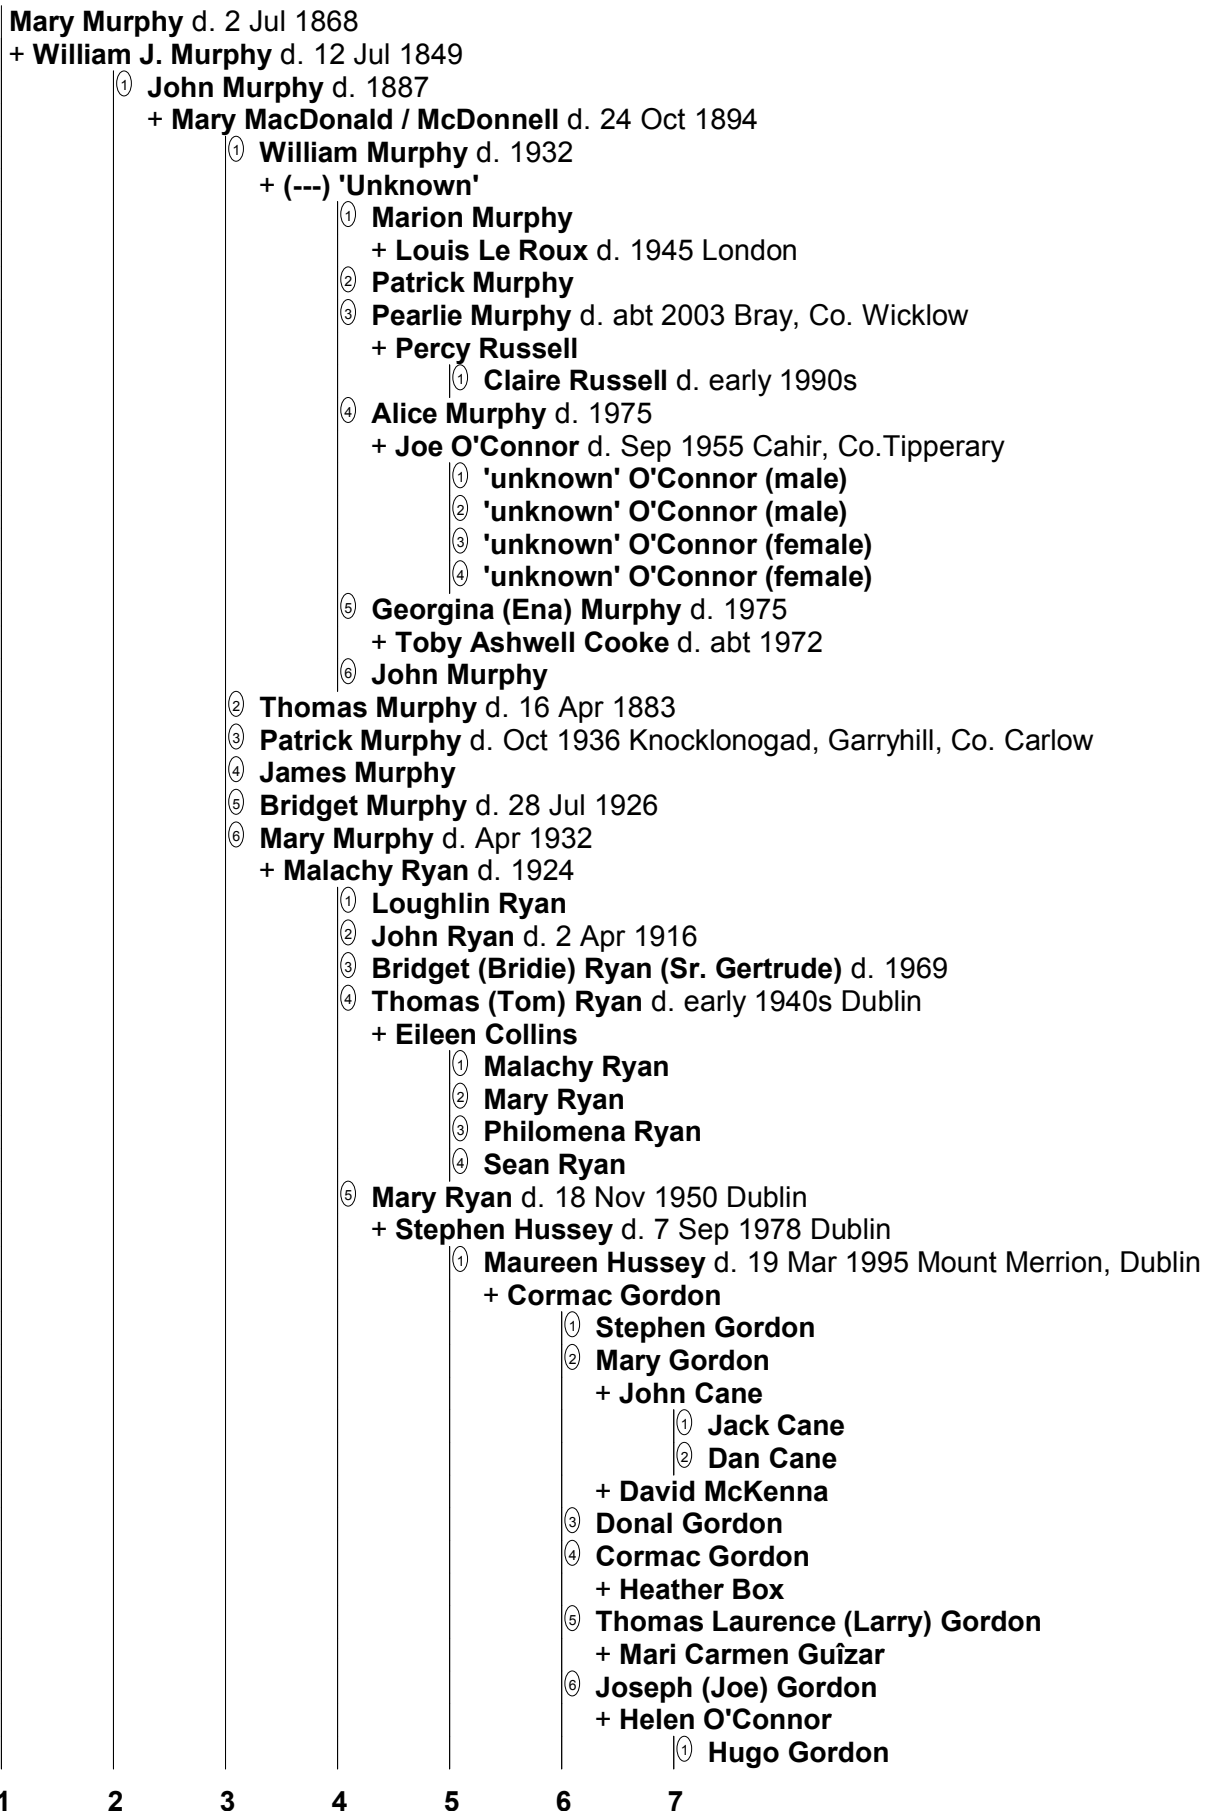 Mary Murphy d. 2 Jul 1868
+ William J. Murphy d. 12 Jul 1849
1 John Murphy d. 1887
+ Mary MacDonald / McDonnell d. 24 Oct 1894
1 William Murphy d. 1932
+ (---) 'Unknown'
1 Marion Murphy
+ Louis Le Roux d. 1945 London
2 Patrick Murphy
3 Pearlie Murphy d. abt 2003 Bray, Co. Wicklow
+ Percy Russell
1 Claire Russell d. early 1990s
4 Alice Murphy d. 1975
+ Joe O'Connor d. Sep 1955 Cahir, Co.Tipperary
1 'unknown' O'Connor (male)
2 'unknown' O'Connor (male)
3 'unknown' O'Connor (female)
4 'unknown' O'Connor (female)
5 Georgina (Ena) Murphy d. 1975
+ Toby Ashwell Cooke d. abt 1972
6 John Murphy
2 Thomas Murphy d. 16 Apr 1883
3 Patrick Murphy d. Oct 1936 Knocklonogad, Garryhill, Co. Carlow
4 James Murphy
5 Bridget Murphy d. 28 Jul 1926
6 Mary Murphy d. Apr 1932
+ Malachy Ryan d. 1924
1 Loughlin Ryan
2 John Ryan d. 2 Apr 1916
3 Bridget (Bridie) Ryan (Sr. Gertrude) d. 1969
4 Thomas (Tom) Ryan d. early 1940s Dublin
+ Eileen Collins
1 Malachy Ryan
2 Mary Ryan
3 Philomena Ryan
4 Sean Ryan
5 Mary Ryan d. 18 Nov 1950 Dublin
+ Stephen Hussey d. 7 Sep 1978 Dublin
1 Maureen Hussey d. 19 Mar 1995 Mount Merrion, Dublin
+ Cormac Gordon
1 Stephen Gordon
2 Mary Gordon
+ John Cane
1 Jack Cane
2 Dan Cane
+ David McKenna
3 Donal Gordon
4 Cormac Gordon
+ Heather Box
5 Thomas Laurence (Larry) Gordon
+ Mari Carmen Guîzar
6 Joseph (Joe) Gordon
+ Helen O'Connor
1 Hugo Gordon
1 2 3 4 5 6 7